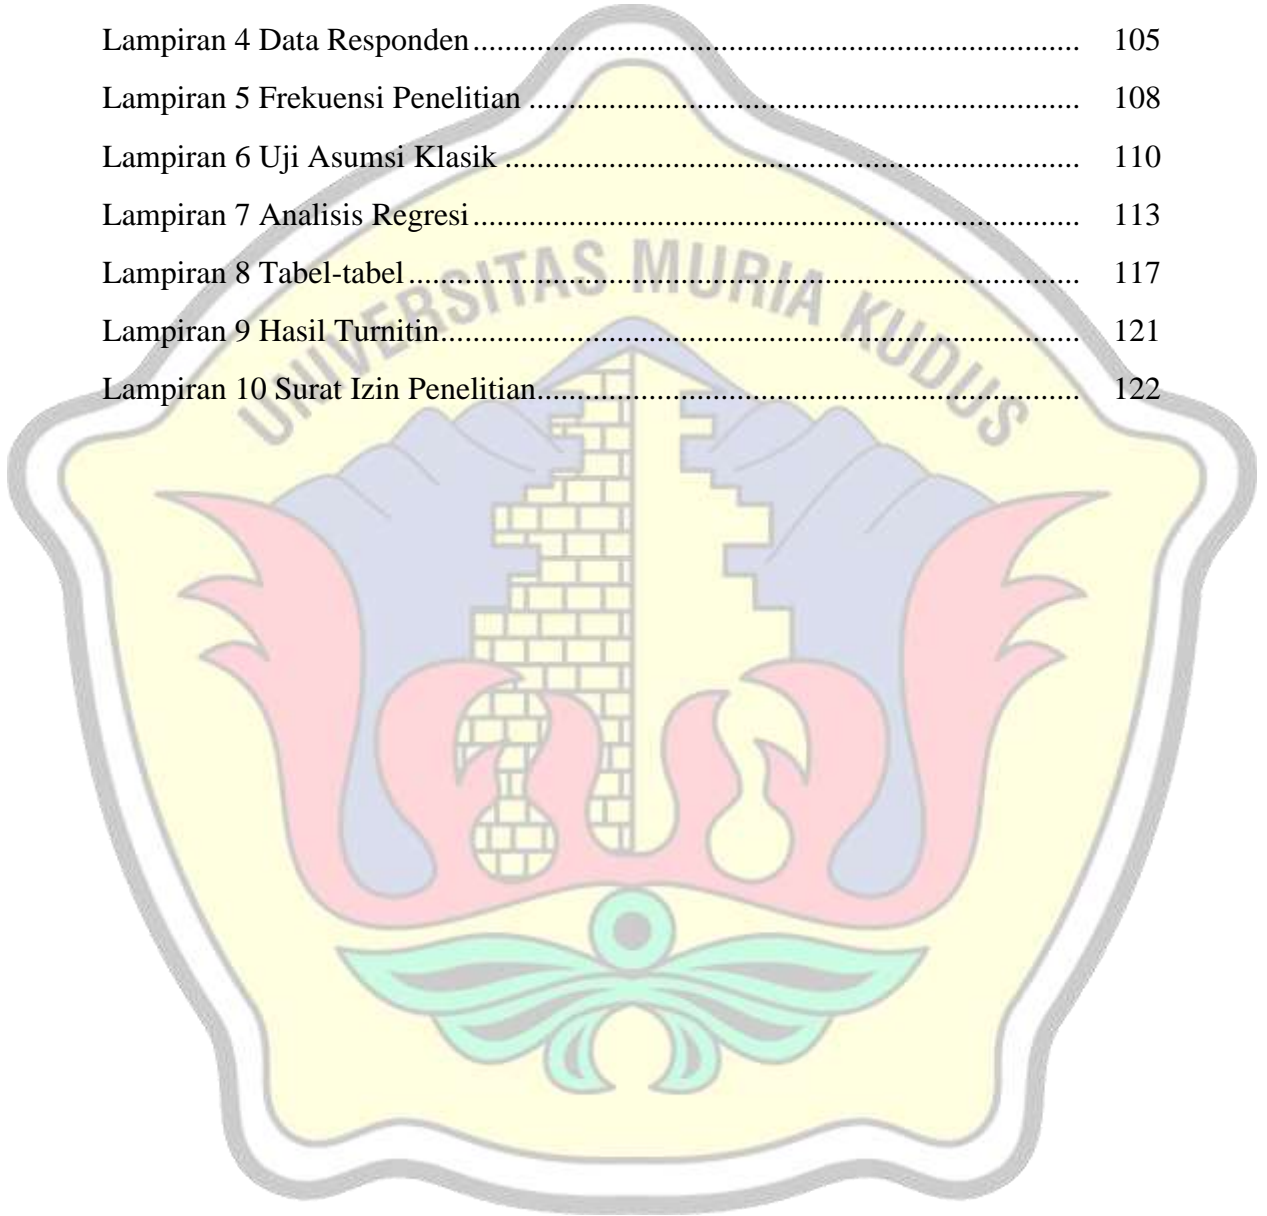 Lampiran 4 Data Responden............................................................................. 105
Lampiran 5 Frekuensi Penelitian ...................................................................... 108
Lampiran 6 Uji Asumsi Klasik ......................................................................... 110
Lampiran 7 Analisis Regresi............................................................................. 113
Lampiran 8 Tabel-tabel..................................................................................... 117
Lampiran 9 Hasil Turnitin................................................................................. 121
Lampiran 10 Surat Izin Penelitian..................................................................... 122
UNIVERSITAS MURIA KUDUS